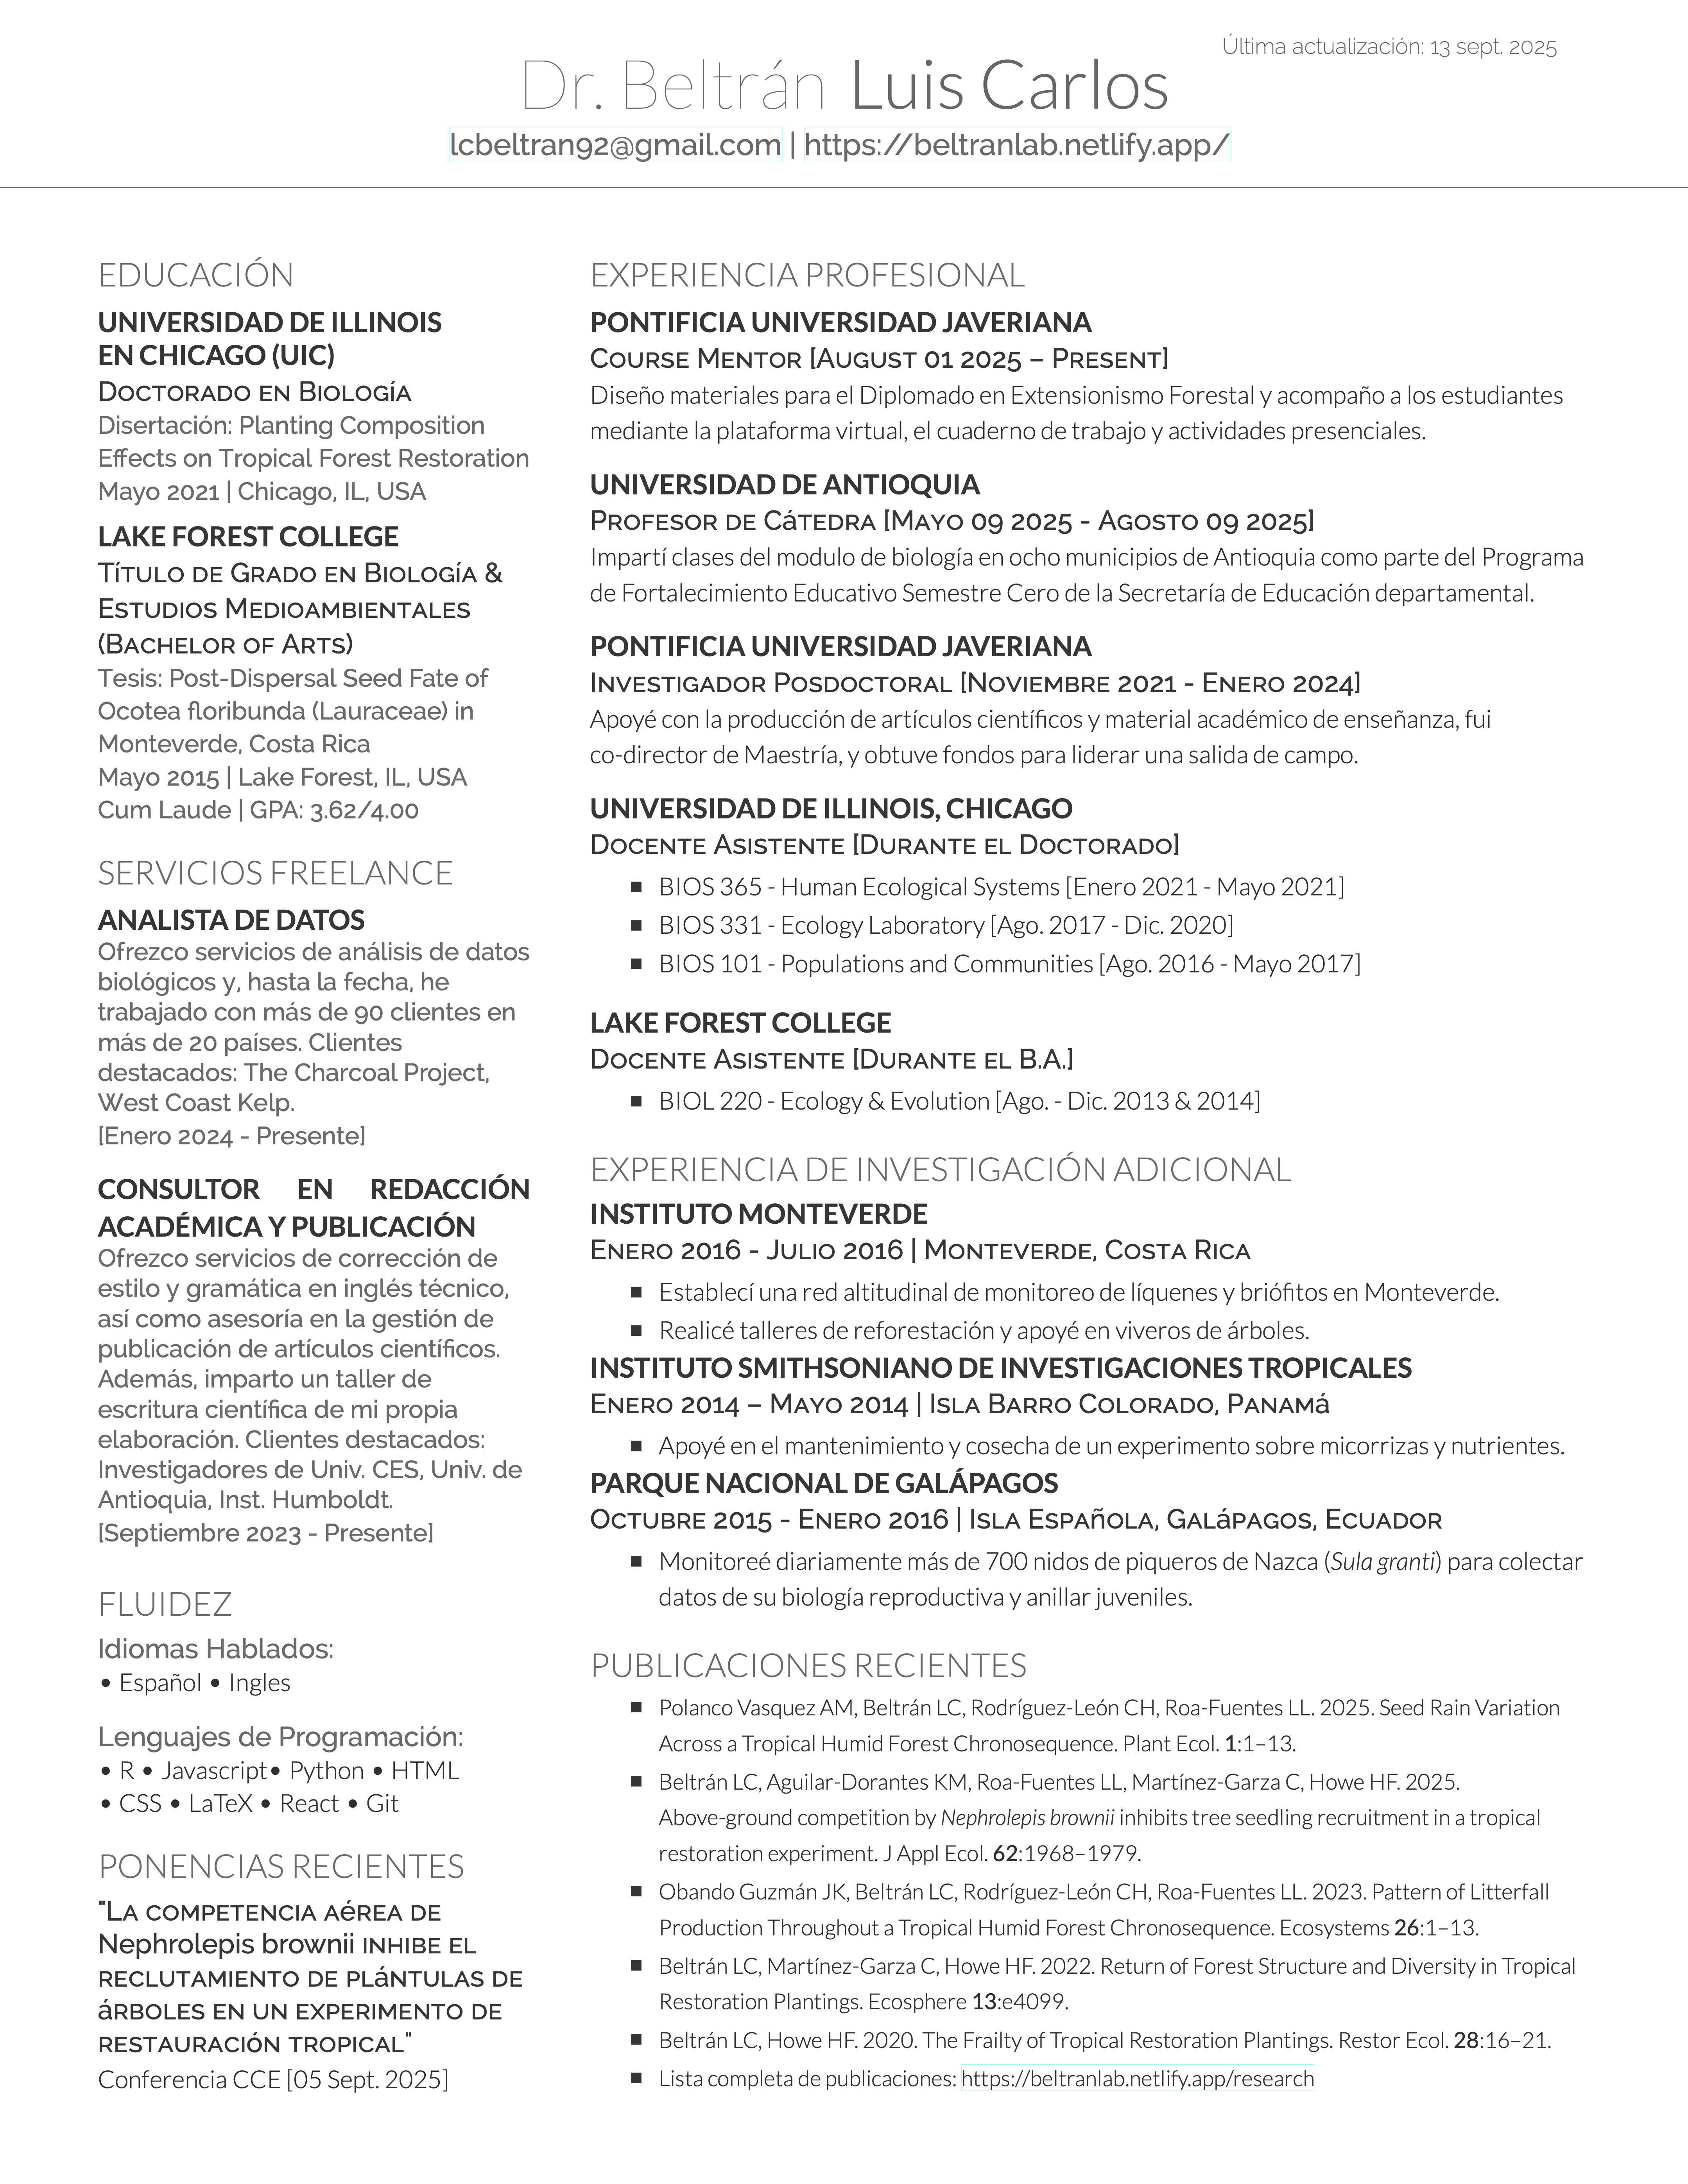 Última actualización: 13 sept. 2025
Dr. Beltrán Luis Carlos
lcbeltran92@gmail.com | https://beltranlab.netlify.app/
EDUCACIÓN
UNIVERSIDAD DE ILLINOIS
EN CHICAGO (UIC)
Doctorado en Biología
Disertación: Planting Composition
Effects on Tropical Forest Restoration
Mayo 2021 | Chicago, IL, USA
LAKE FOREST COLLEGE
Título de Grado en Biología &
Estudios Medioambientales
(Bachelor of Arts)
Tesis: Post-Dispersal Seed Fate of
Ocotea floribunda (Lauraceae) in
Monteverde, Costa Rica
Mayo 2015 | Lake Forest, IL, USA
Cum Laude | GPA: 3.62/4.00
SERVICIOS FREELANCE
ANALISTA DE DATOS
Ofrezco servicios de análisis de datos
biológicos y, hasta la fecha, he
trabajado con más de 90 clientes en
más de 20 países. Clientes
destacados: The Charcoal Project,
West Coast Kelp.
[Enero 2024 - Presente]
CONSULTOR EN REDACCIÓN
ACADÉMICA Y PUBLICACIÓN
Ofrezco servicios de corrección de
estilo y gramática en inglés técnico,
así como asesoría en la gestión de
publicación de artículos científicos.
Además, imparto un taller de
escritura científica de mi propia
elaboración. Clientes destacados:
Investigadores de Univ. CES, Univ. de
Antioquia, Inst. Humboldt.
[Septiembre 2023 - Presente]
FLUIDEZ
Idiomas Hablados:
• Español • Ingles
Lenguajes de Programación:
• R • Javascript• Python • HTML
• CSS • LaTeX • React • Git
PONENCIAS RECIENTES
"La competencia aérea de
Nephrolepis brownii inhibe el
reclutamiento de plántulas de
árboles en un experimento de
restauración tropical"
Conferencia CCE [05 Sept. 2025]
EXPERIENCIA PROFESIONAL
PONTIFICIA UNIVERSIDAD JAVERIANA
Course Mentor [August 01 2025 – Present]
Diseño materiales para el Diplomado en Extensionismo Forestal y acompaño a los estudiantes
mediante la plataforma virtual, el cuaderno de trabajo y actividades presenciales.
UNIVERSIDAD DE ANTIOQUIA
Profesor de Cátedra [Mayo 09 2025 - Agosto 09 2025]
Impartí clases del modulo de biología en ocho municipios de Antioquia como parte del Programa
de Fortalecimiento Educativo Semestre Cero de la Secretaría de Educación departamental.
PONTIFICIA UNIVERSIDAD JAVERIANA
Investigador Posdoctoral [Noviembre 2021 - Enero 2024]
Apoyé con la producción de artículos científicos y material académico de enseñanza, fui
co-director de Maestría, y obtuve fondos para liderar una salida de campo.
UNIVERSIDAD DE ILLINOIS, CHICAGO
Docente Asistente [Durante el Doctorado]
■ BIOS 365 - Human Ecological Systems [Enero 2021 - Mayo 2021]
■ BIOS 331 - Ecology Laboratory [Ago. 2017 - Dic. 2020]
■ BIOS 101 - Populations and Communities [Ago. 2016 - Mayo 2017]
LAKE FOREST COLLEGE
Docente Asistente [Durante el B.A.]
■ BIOL 220 - Ecology & Evolution [Ago. - Dic. 2013 & 2014]
EXPERIENCIA DE INVESTIGACIÓN ADICIONAL
INSTITUTO MONTEVERDE
Enero 2016 - Julio 2016 | Monteverde, Costa Rica
■ Establecí una red altitudinal de monitoreo de líquenes y briófitos en Monteverde.
■ Realicé talleres de reforestación y apoyé en viveros de árboles.
INSTITUTO SMITHSONIANO DE INVESTIGACIONES TROPICALES
Enero 2014 – Mayo 2014 | Isla Barro Colorado, Panamá
■ Apoyé en el mantenimiento y cosecha de un experimento sobre micorrizas y nutrientes.
PARQUE NACIONAL DE GALÁPAGOS
Octubre 2015 - Enero 2016 | Isla Española, Galápagos, Ecuador
■ Monitoreé diariamente más de 700 nidos de piqueros de Nazca (Sula granti) para colectar
datos de su biología reproductiva y anillar juveniles.
PUBLICACIONES RECIENTES
■ Polanco Vasquez AM, Beltrán LC, Rodríguez-León CH, Roa-Fuentes LL. 2025. Seed Rain Variation
Across a Tropical Humid Forest Chronosequence. Plant Ecol. 1:1–13.
■ Beltrán LC, Aguilar-Dorantes KM, Roa-Fuentes LL, Martínez-Garza C, Howe HF. 2025.
Above-ground competition by Nephrolepis brownii inhibits tree seedling recruitment in a tropical
restoration experiment. J Appl Ecol. 62:1968–1979.
■ Obando Guzmán JK, Beltrán LC, Rodríguez-León CH, Roa-Fuentes LL. 2023. Pattern of Litterfall
Production Throughout a Tropical Humid Forest Chronosequence. Ecosystems 26:1–13.
■ Beltrán LC, Martínez-Garza C, Howe HF. 2022. Return of Forest Structure and Diversity in Tropical
Restoration Plantings. Ecosphere 13:e4099.
■ Beltrán LC, Howe HF. 2020. The Frailty of Tropical Restoration Plantings. Restor Ecol. 28:16–21.
■ Lista completa de publicaciones: https://beltranlab.netlify.app/research